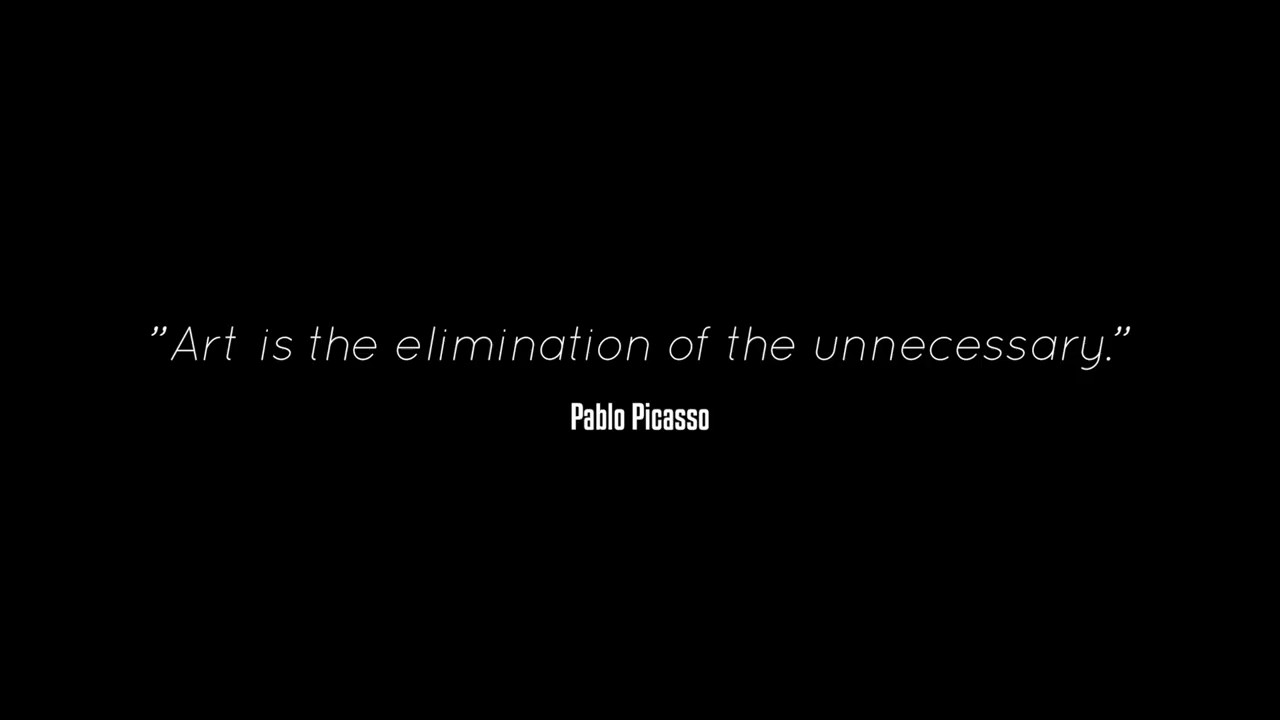 ”Art is the elimination of the unnecessary.”
Pablo Picasso